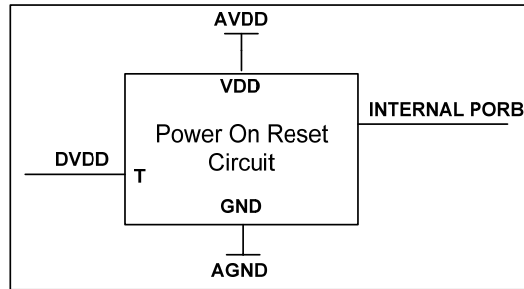 AVDD
VDD
INTERNAL PORB
Power On Reset
Circuit
DVDD
T
GND
AGND